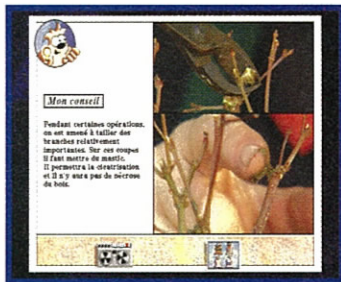 Mon conseil
Pendant certaines opérations,
on est amené à tailler des
branches relativement
importantes. Sur ces coupes
il faut mettre du mastic.
Il permettra la cicatrisation
et il n'y aura pas de nécrose
du bois.